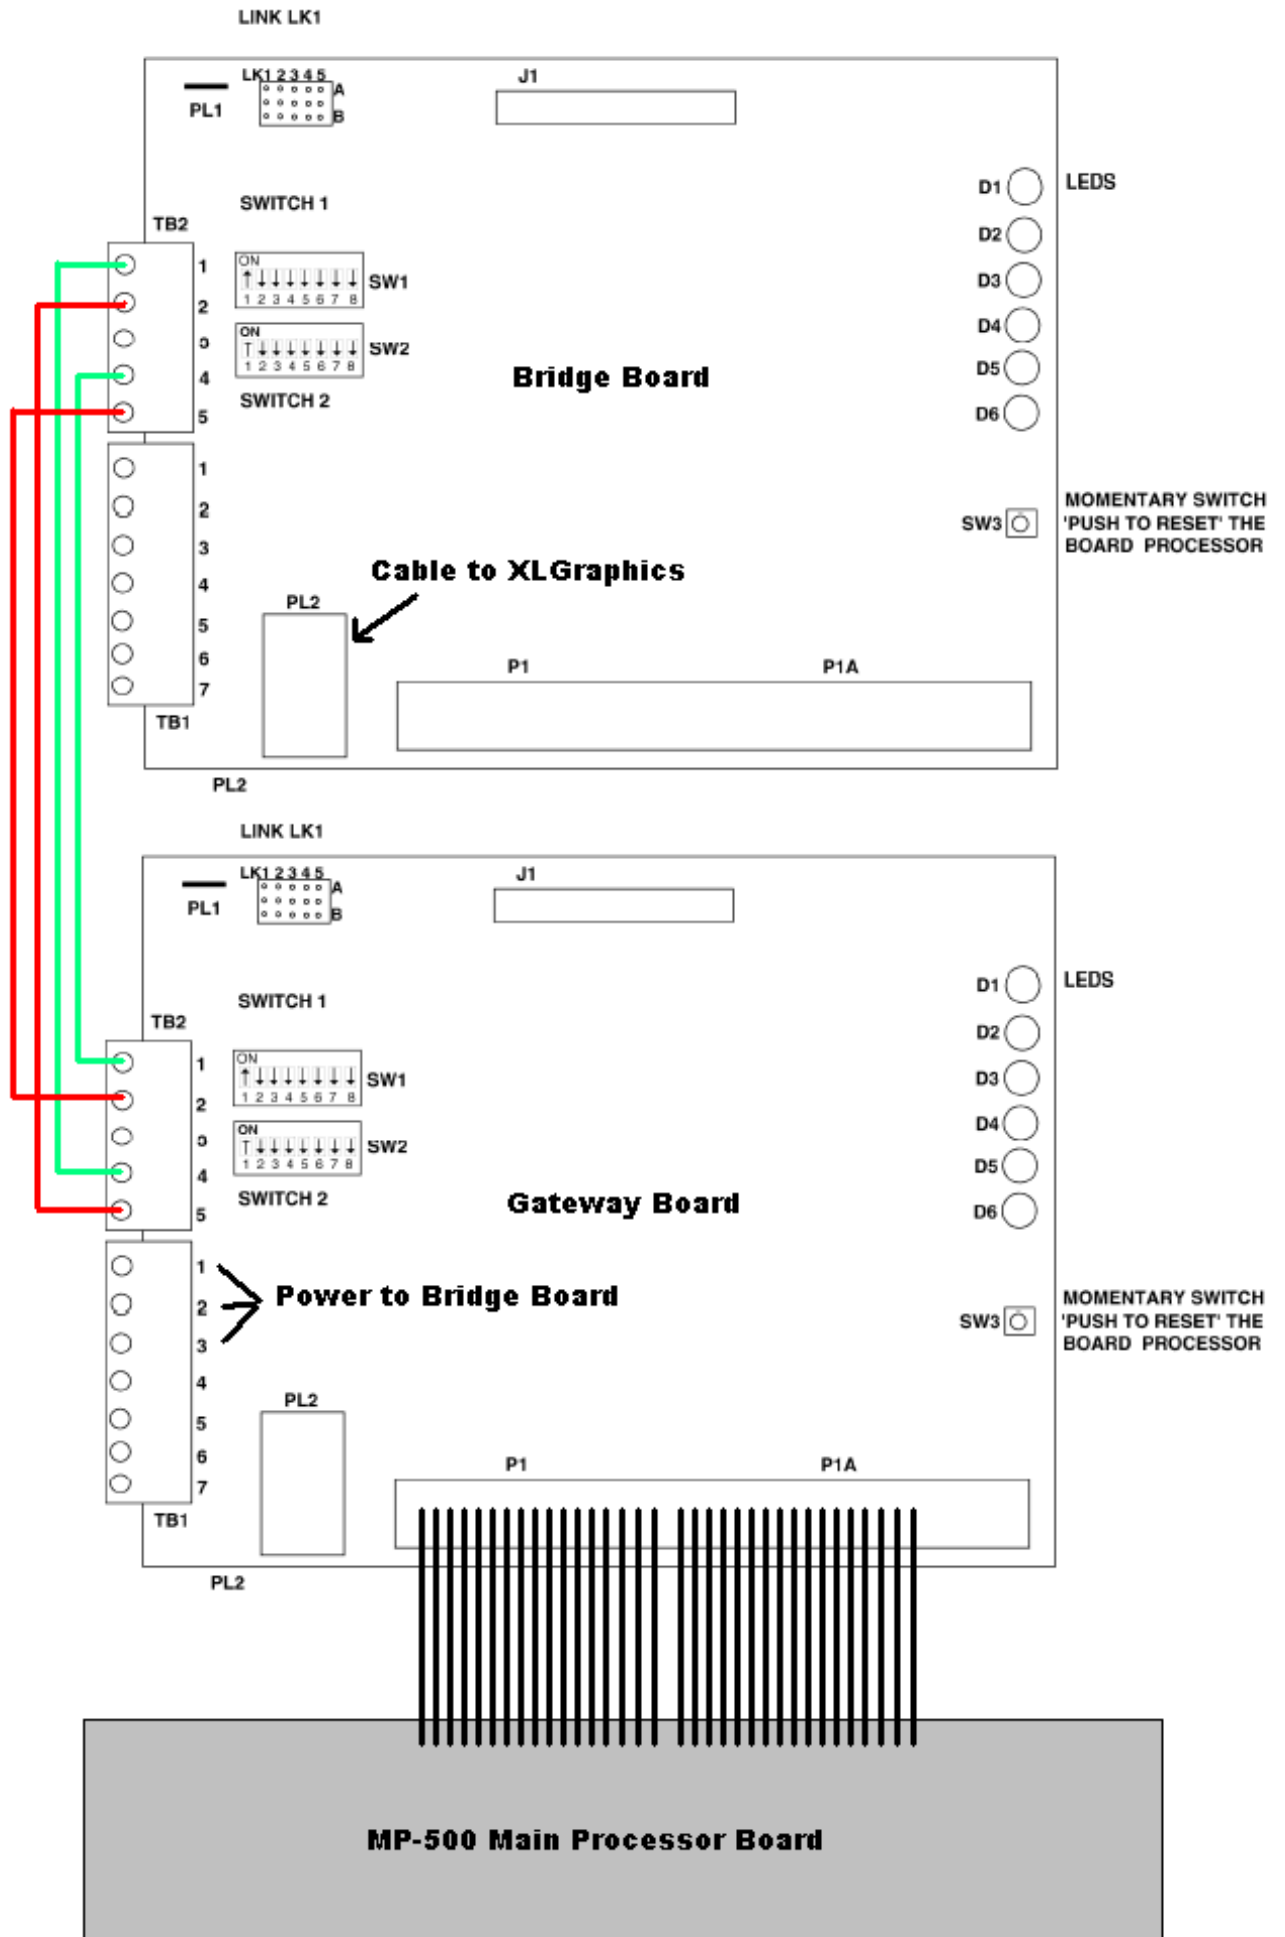 LINK LK1
LK1 2 3 4 5
A
B
PL1
J1
D1
LEDS
SWITCH 1
TB2
D2
1
ON
SW1
1 2 3 4 5 6 7 8
D3
2
ON
SW2
1 2 3 4 5 6 7 8
D4
3
Bridge Board
D5
4
SWITCH 2
5
D6
1
2
MOMENTARY SWITCH
SW3
'PUSH TO RESET' THE
BOARD PROCESSOR
3
Cable to XLGraphics
4
PL2
5
6
P1
P1A
7
TB1
PL2
LINK LK1
LK1 2 3 4 5
A
B
PL1
J1
D1
LEDS
SWITCH 1
TB2
D2
1
ON
SW1
1 2 3 4 5 6 7 8
D3
2
ON
SW2
1 2 3 4 5 6 7 8
D4
3
D5
4
SWITCH 2
Gateway Board
5
D6
1
Power to Bridge Board
2
MOMENTARY SWITCH
SW3
'PUSH TO RESET' THE
BOARD PROCESSOR
3
4
PL2
5
6
P1
P1A
7
TB1
PL2
MP-500 Main Processor Board